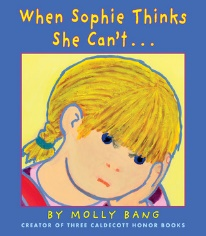 When Sophie Thinks
She Can't...
BY MOLLY BANG
CREATOR OF THREE CALDECOTT HONOR BOOKS